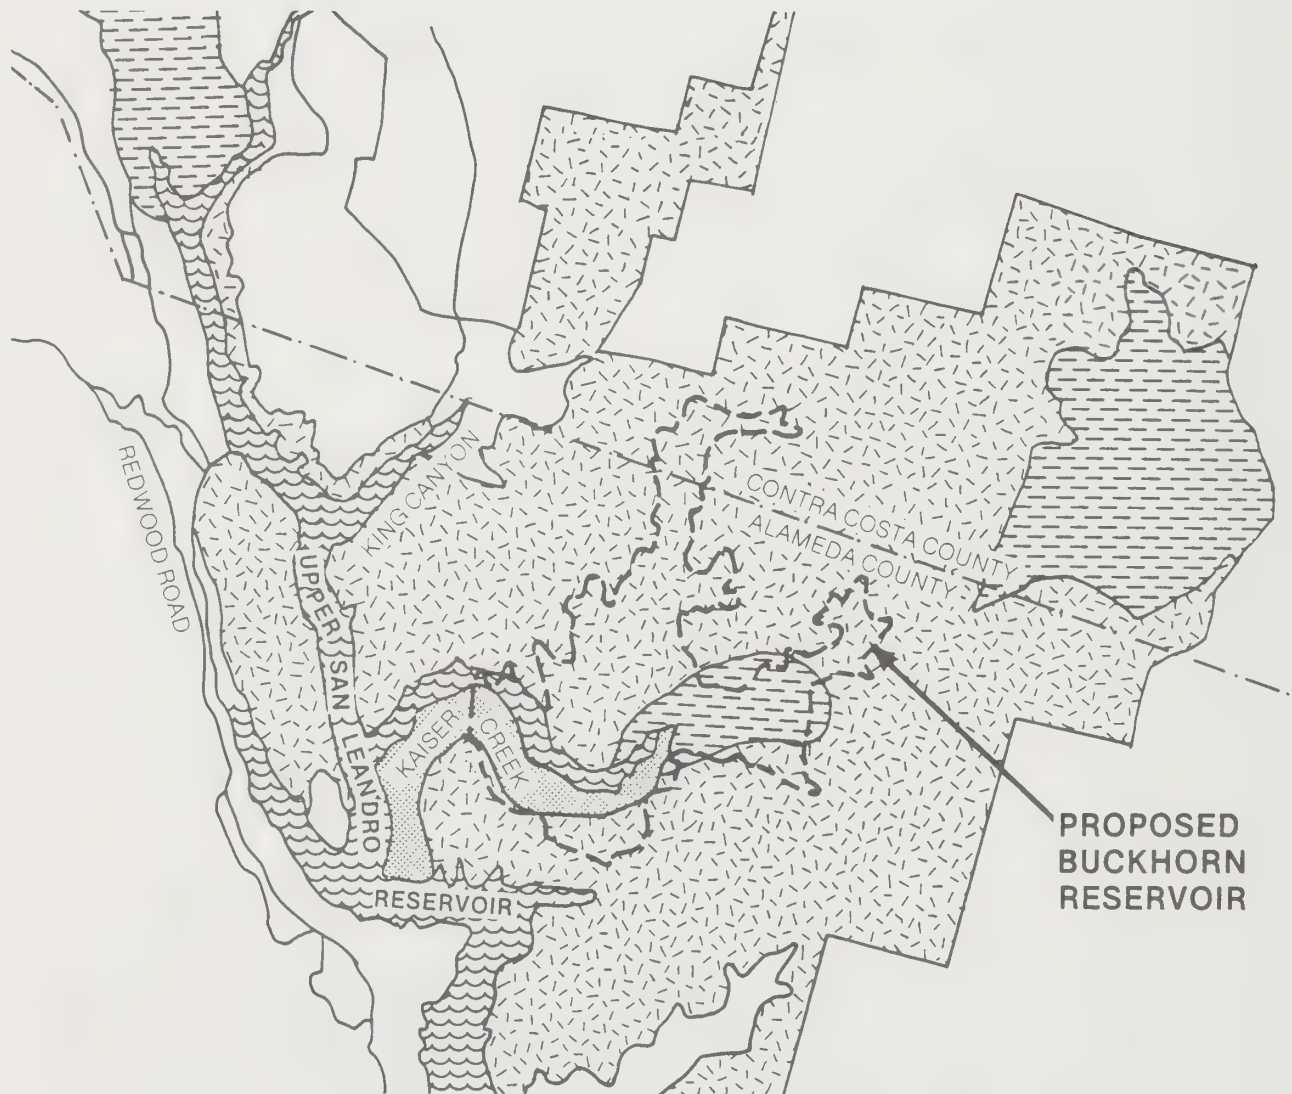 REDWOOD ROAD
KING CANYON
CONTRA COSTA COUNTY
ALAMEDA COUNTY
UPPER SAN LEANDRO
RESERVOIR
KAISER
CREEK
PROPOSED
BUCKHORN
RESERVOIR